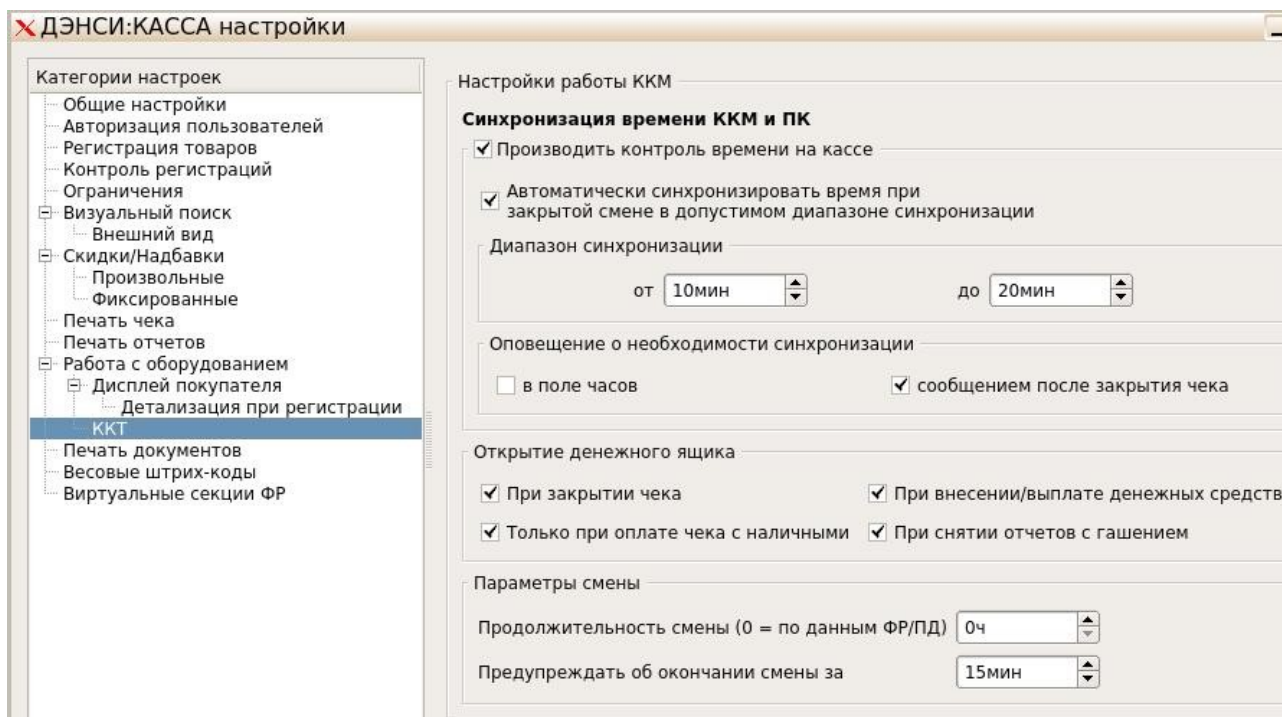 ДЭНСИ:КАССА настройки
Категории настроек
Общие настройки
Авторизация пользователей
Регистрация товаров
Контроль регистраций
Ограничения
Визуальный поиск
Внешний вид
Скидки/Надбавки
Произвольные
Фиксированные
Печать чека
Печать отчетов
Работа с оборудованием
Дисплей покупателя
Детализация при регистрации
ККТ
Печать документов
Весовые штрих-коды
Виртуальные секции ФР
Настройки работы ККМ
Синхронизация времени ККМ и ПК
Производить контроль времени на кассе
Автоматически синхронизировать время при
закрытой смене в допустимом диапазоне синхронизации
Диапазон синхронизации
от 10мин до 20мин
Оповещение о необходимости синхронизации
в поле часов сообщением после закрытия чека
Открытие денежного ящика
При закрытии чека При внесении/выплате денежных средств
Только при оплате чека с наличными При снятии отчетов с гашением
Параметры смены
Продолжительность смены (0 = по данным ФР/ПД) 0ч
Предупреждать об окончании смены за 15мин